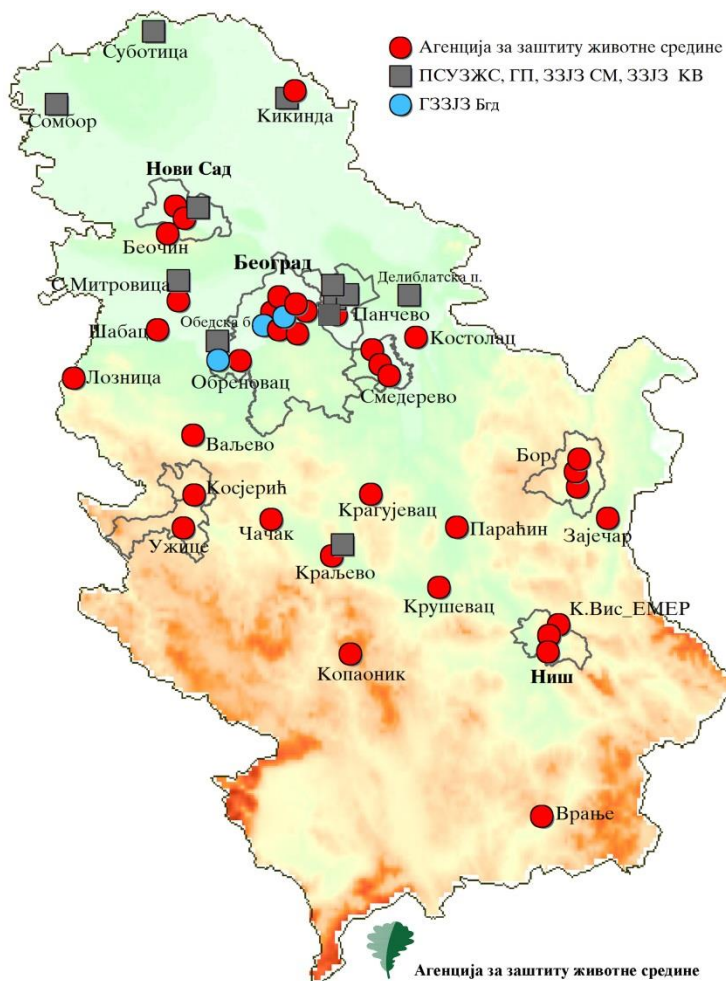 Суботица
Агенција за заштиту животне средине
ПСУЗЖС, ГП, ЗЗЈЗ СМ, ЗЗЈЗ КВ
ГЗЗЈЗ Бгд
Сомбор
Кикинда
Нови Сад
Беочин
Београд
С.Митровица
Делиблатска п.
Панчево
Шабац
Обедска б.
Костолац
Лозница
Обреновац
Смедерево
Ваљево
Бор
Косјерић
Крагујевац
Ужице
Чачак
Параћин
Зајечар
Краљево
Крушевац
К.Вис_ЕМЕР
Копаоник
Ниш
Врање
Агенција за заштиту животне средине